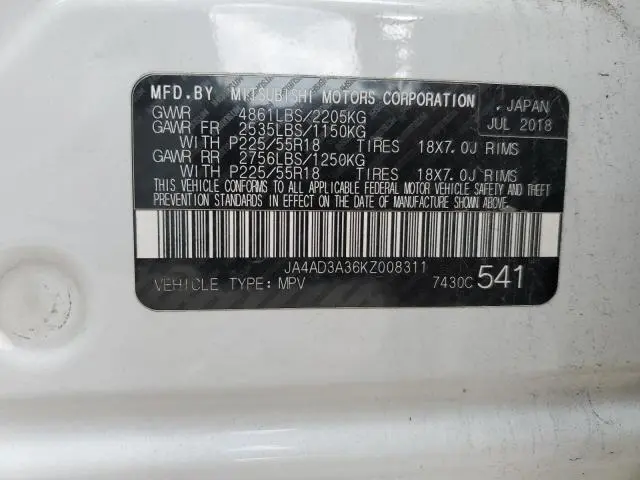 MFD.BY MITSUBISHI MOTORS CORPORATION JAPAN
GVWR 4861LBS/2205KG JUL 2018
GAWR FR 2535LBS/1150KG
WITH P225/55R18 TIRES 18X7.0J RIMS
GAWR RR 2756LBS/1250KG
WITH P225/55R18 TIRES 18X7.0J RIMS
THIS VEHICLE CONFORMS TO ALL APPLICABLE FEDERAL MOTOR VEHICLE SAFETY AND THEFT
PREVENTION STANDARDS IN EFFECT ON THE DATE OF MANUFACTURE SHOWN ABOVE.
JA4AD3A36KZ008311
VEHICLE TYPE:MPV 7430C 541